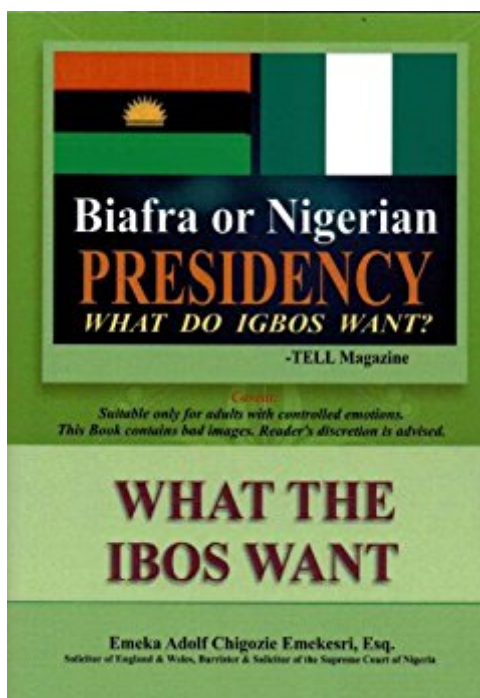 Biafra or Nigerian
PRESIDENCY
WHAT DO IGBOS WANT?
-TELL Magazine
Caveat:
Suitable only for adults with controlled emotions.
This Book contains bad images. Reader's discretion is advised.
WHAT THE
IBOS WANT
Emeka Adolf Chigozie Emekesri, Esq.
Solicitor of England & Wales, Barrister & Solicitor of the Supreme Court of Nigeria